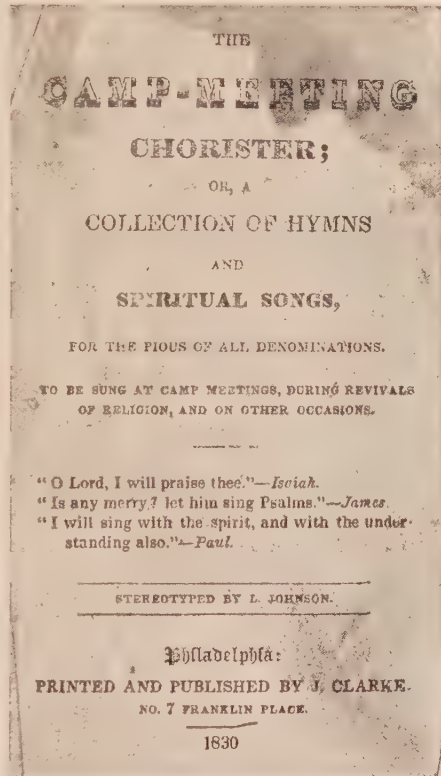 THE
CAMP-MEETING
CHORISTER;
OR, A
COLLECTION OF HYMNS
AND
SPIRITUAL SONGS,
FOR THE PIOUS OF ALL DENOMINATIONS.
TO BE SUNG AT CAMP MEETINGS, DURING REVIVALS
OF RELIGION, AND ON OTHER OCCASIONS.
"O Lord, I will praise thee."—Isaiah.
"Is any merry? let him sing Psalms."—James.
"I will sing with the spirit, and with the under-
standing also."—Paul.
STEREOTYPED BY L. JOHNSON.
Philadelphia:
PRINTED AND PUBLISHED BY J. CLARKE.
NO. 7 FRANKLIN PLACE.
1830